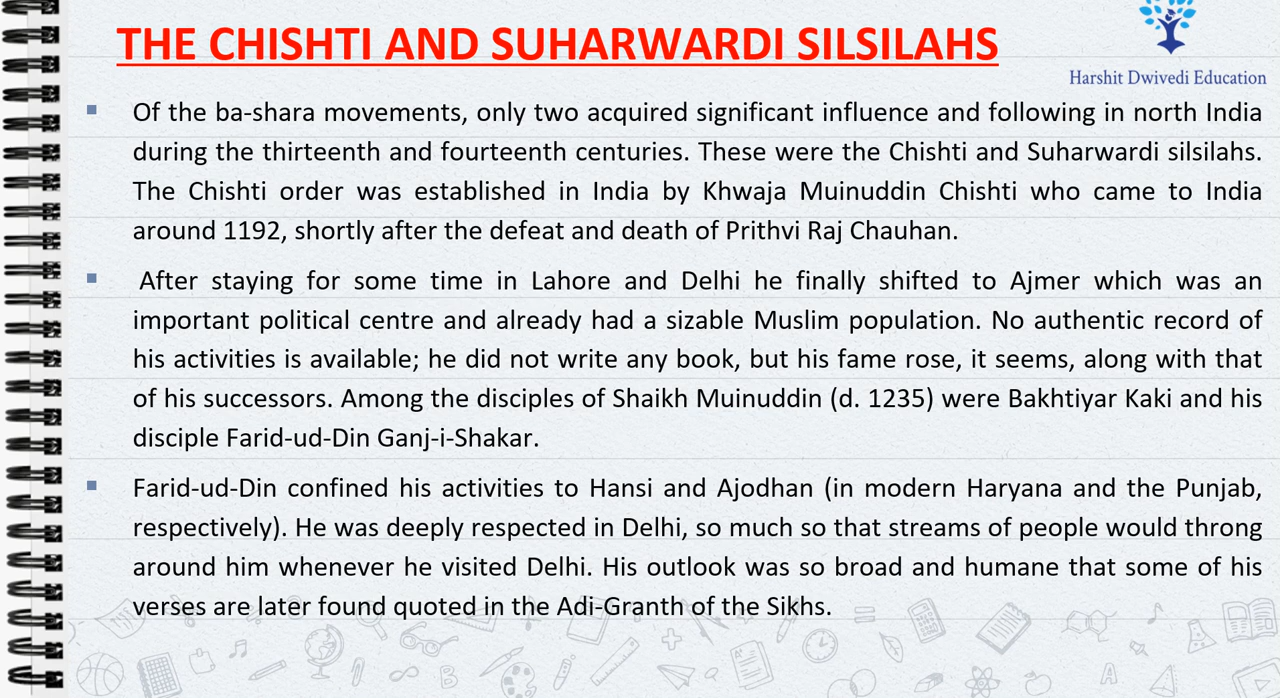 THE CHISHTI AND SUHARWARDI SILSILAHS
Harshit Dwivedi Education
Of the ba-shara movements, only two acquired significant influence and following in north India
during the thirteenth and fourteenth centuries. These were the Chishti and Suharwardi silsilahs.
The Chishti order was established in India by Khwaja Muinuddin Chishti who came to India
around 1192, shortly after the defeat and death of Prithvi Raj Chauhan.
After staying for some time in Lahore and Delhi he finally shifted to Ajmer which was an
important political centre and already had a sizable Muslim population. No authentic record of
his activities is available; he did not write any book, but his fame rose, it seems, along with that
of his successors. Among the disciples of Shaikh Muinuddin (d. 1235) were Bakhtiyar Kaki and his
disciple Farid-ud-Din Ganj-i-Shakar.
Farid-ud-Din confined his activities to Hansi and Ajodhan (in modern Haryana and the Punjab,
respectively). He was deeply respected in Delhi, so much so that streams of people would throng
around him whenever he visited Delhi. His outlook was so broad and humane that some of his
verses are later found quoted in the Adi-Granth of the Sikhs.